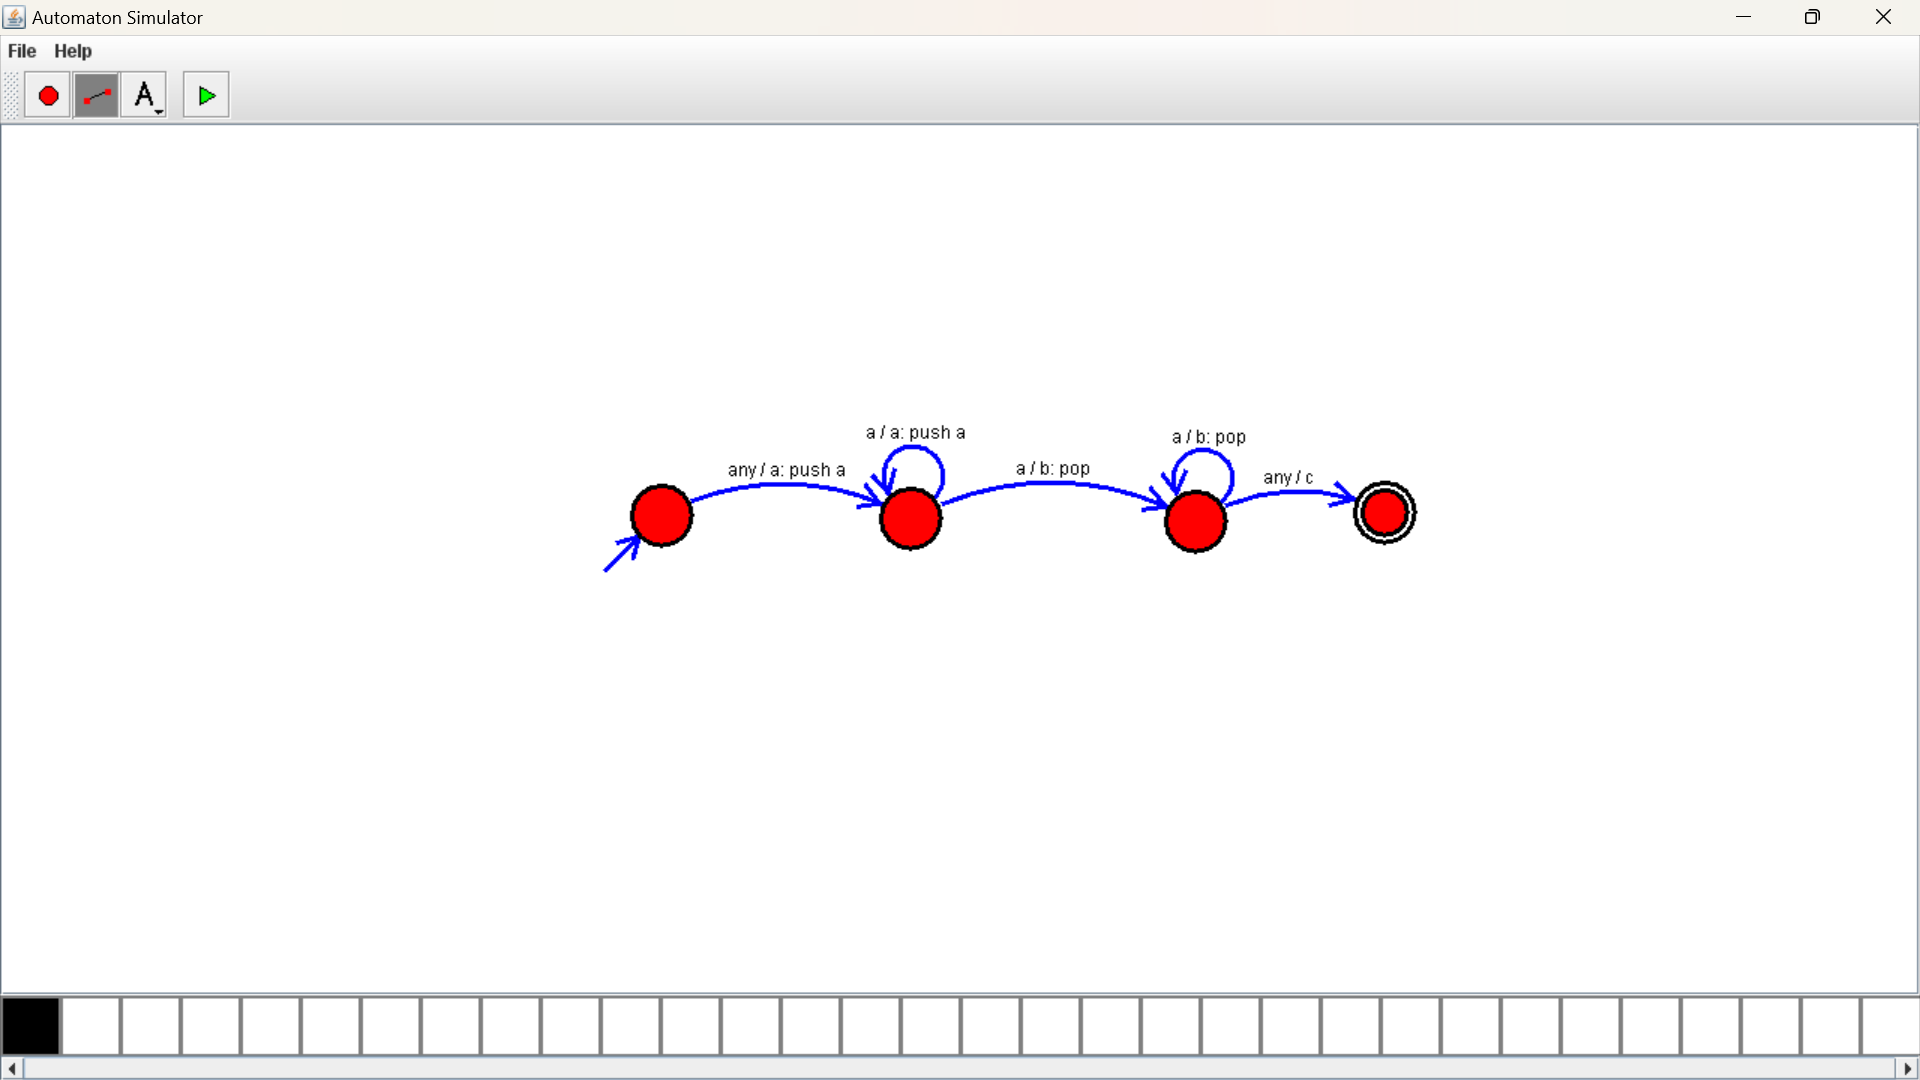 Automaton Simulator
File Help
A
a / a: push a
a / b: pop
any / a: push a
a / b: pop
any / c